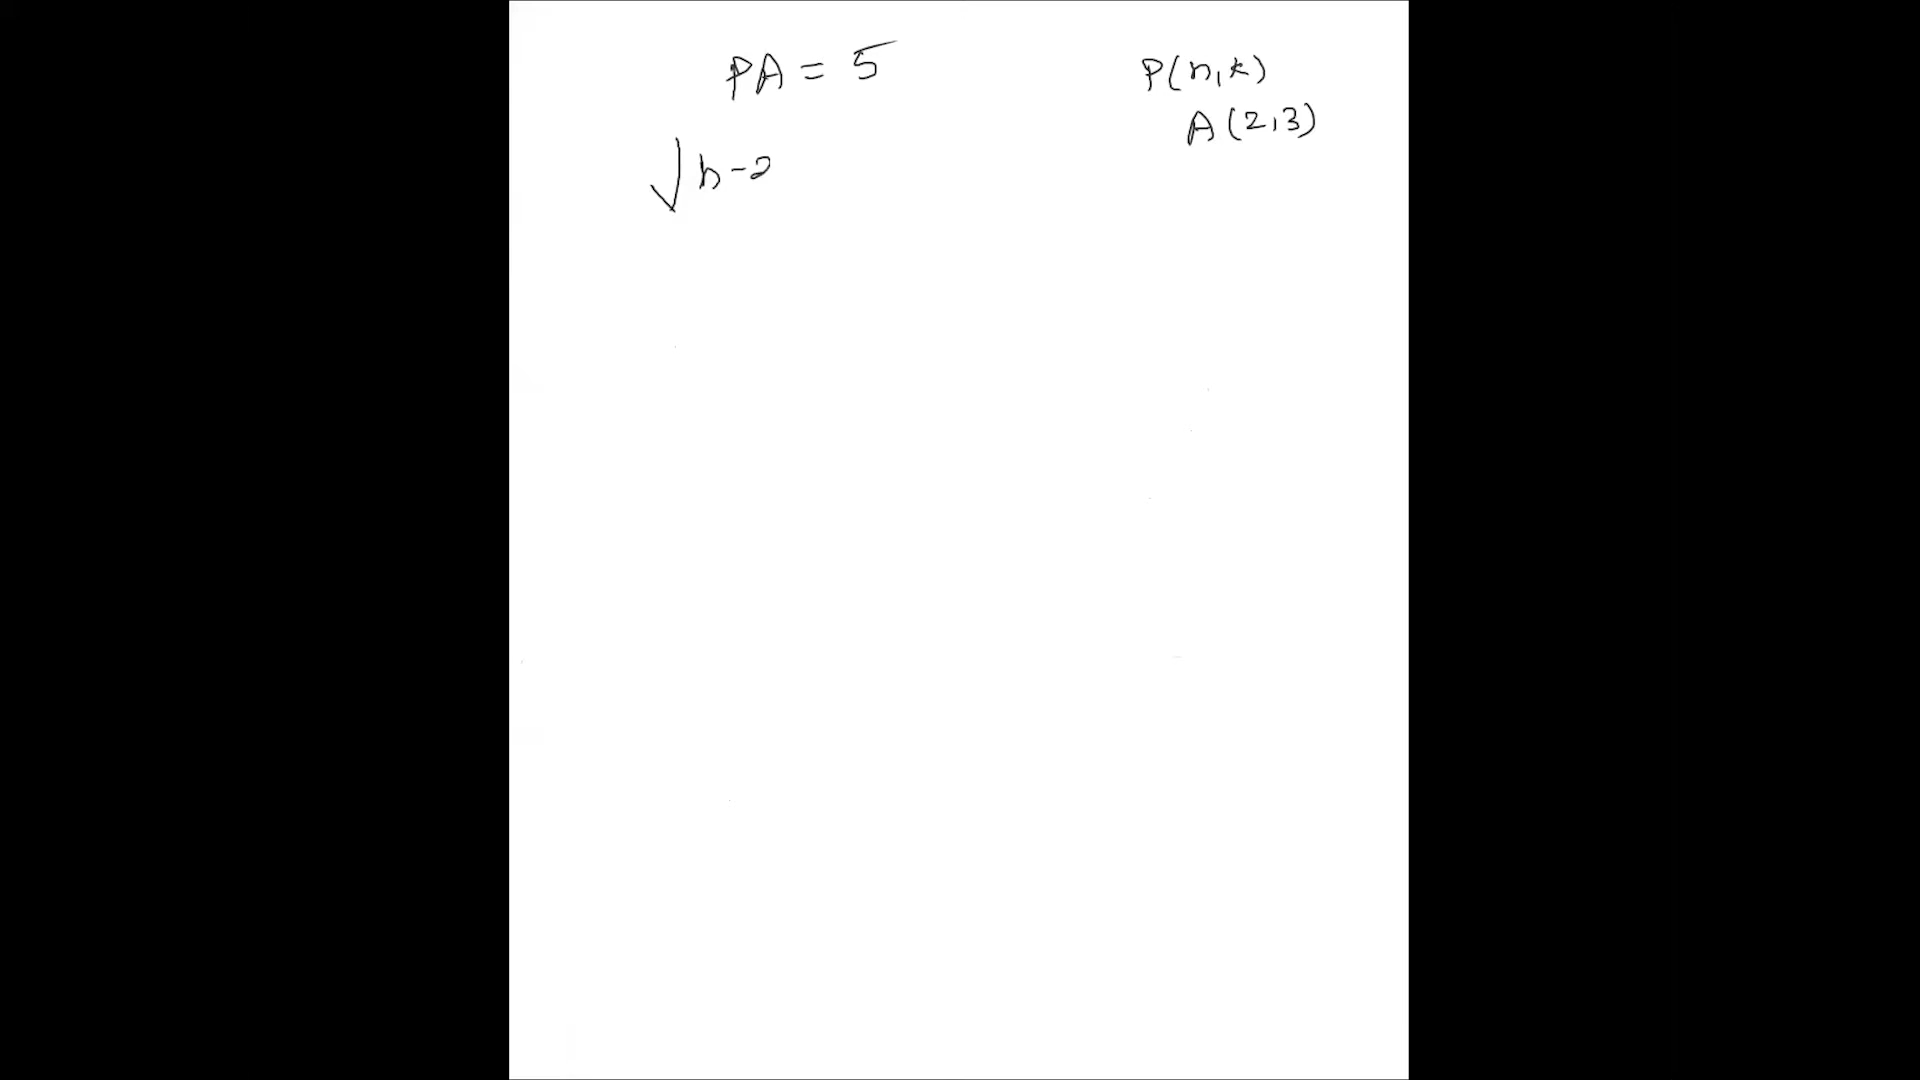 PA = 5
P(h,k)
A(2,3)
√h-2